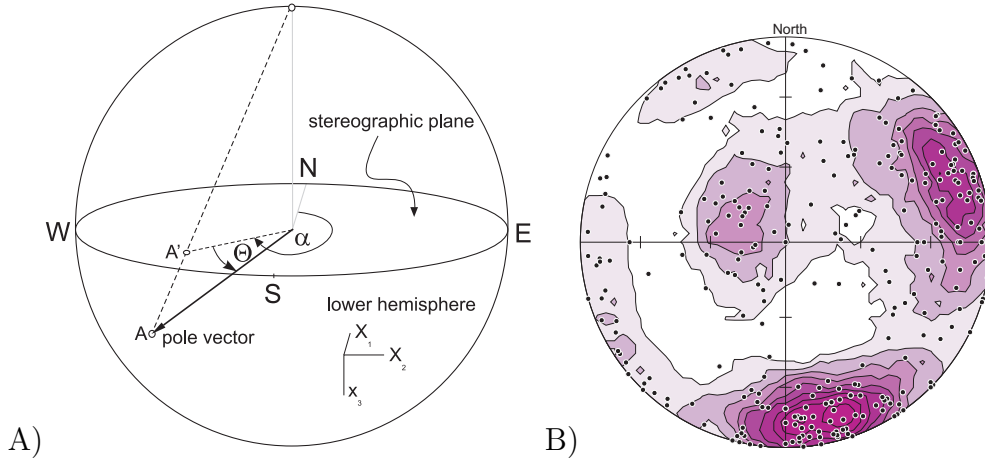 North
stereographic plane
N
W
E
A'
Θ
α
S
lower hemisphere
A
pole vector
X1
X2
x3
A)
B)